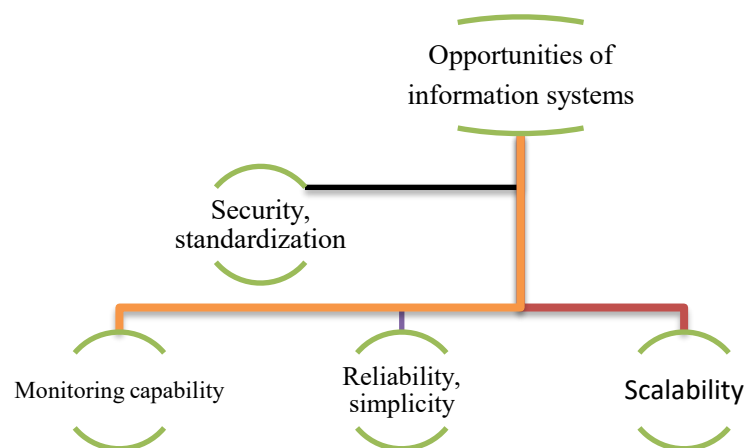 Opportunities of
information systems
Security,
standardization
Monitoring capability
Reliability,
simplicity
Scalability